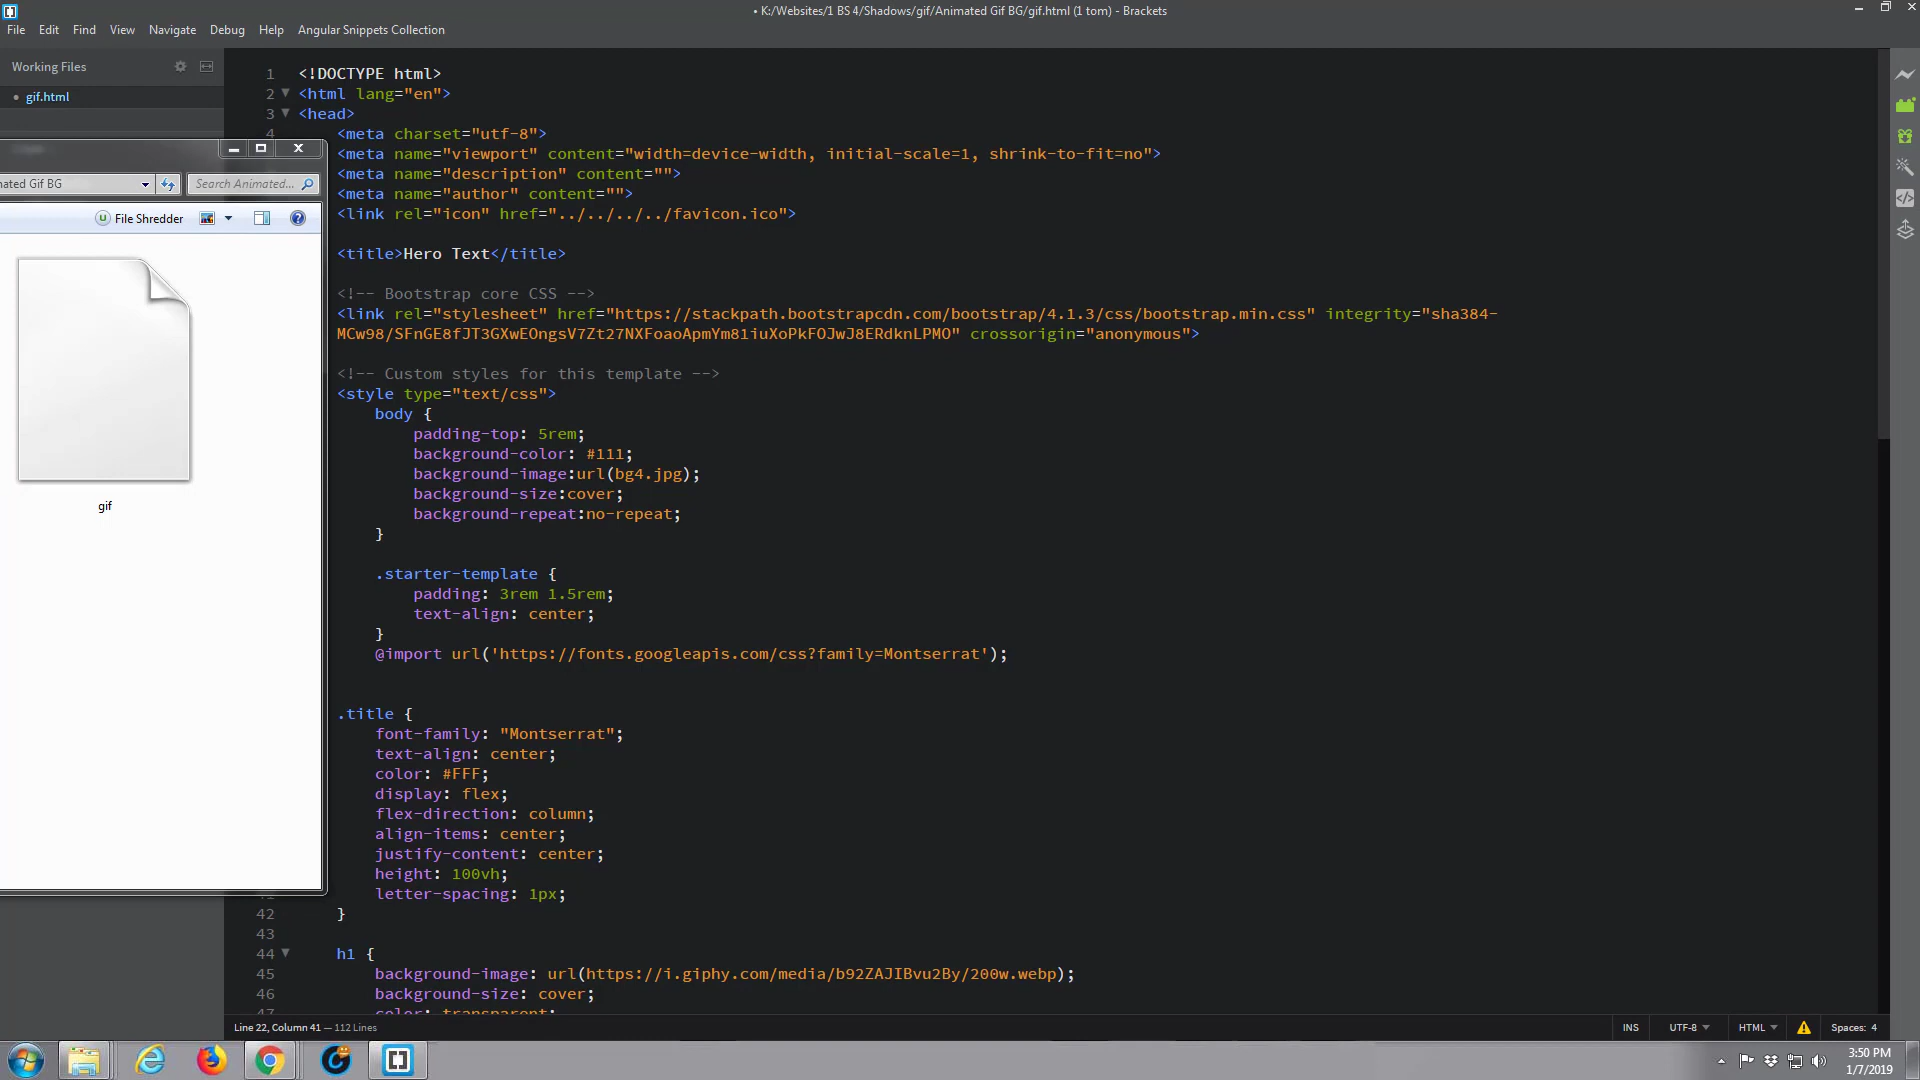 • K:/Websites/1 BS 4/Shadows/gif/Animated Gif BG/gif.html (1 tom) - Brackets
File Edit Find View Navigate Debug Help Angular Snippets Collection
Working Files
• gif.html
nated Gif BG
Search Animated...
File Shredder
gif
1 <!DOCTYPE html>
2 <html lang="en">
3 <head>
4 <meta charset="utf-8">
<meta name="viewport" content="width=device-width, initial-scale=1, shrink-to-fit=no">
<meta name="description" content="">
<meta name="author" content="">
<link rel="icon" href="../../../../favicon.ico">
<title>Hero Text</title>
<!-- Bootstrap core CSS -->
<link rel="stylesheet" href="https://stackpath.bootstrapcdn.com/bootstrap/4.1.3/css/bootstrap.min.css" integrity="sha384-
MCw98/SFnGE8fJT3GXwEOngsV7Zt27NXFoaoApmYm81iuXoPkFOJwJ8ERdknLPMO" crossorigin="anonymous">
<!-- Custom styles for this template -->
<style type="text/css">
body {
padding-top: 5rem;
background-color: #111;
background-image:url(bg4.jpg);
background-size:cover;
background-repeat:no-repeat;
}
.starter-template {
padding: 3rem 1.5rem;
text-align: center;
}
@import url('https://fonts.googleapis.com/css?family=Montserrat');
.title {
font-family: "Montserrat";
text-align: center;
color: #FFF;
display: flex;
flex-direction: column;
align-items: center;
justify-content: center;
height: 100vh;
letter-spacing: 1px;
42 }
43
44 h1 {
45 background-image: url(https://i.giphy.com/media/b92ZAJIBvu2By/200w.webp);
46 background-size: cover;
47 color: transparent;
Line 22, Column 41 — 112 Lines
INS UTF-8 HTML Spaces: 4
3:50 PM
1/7/2019